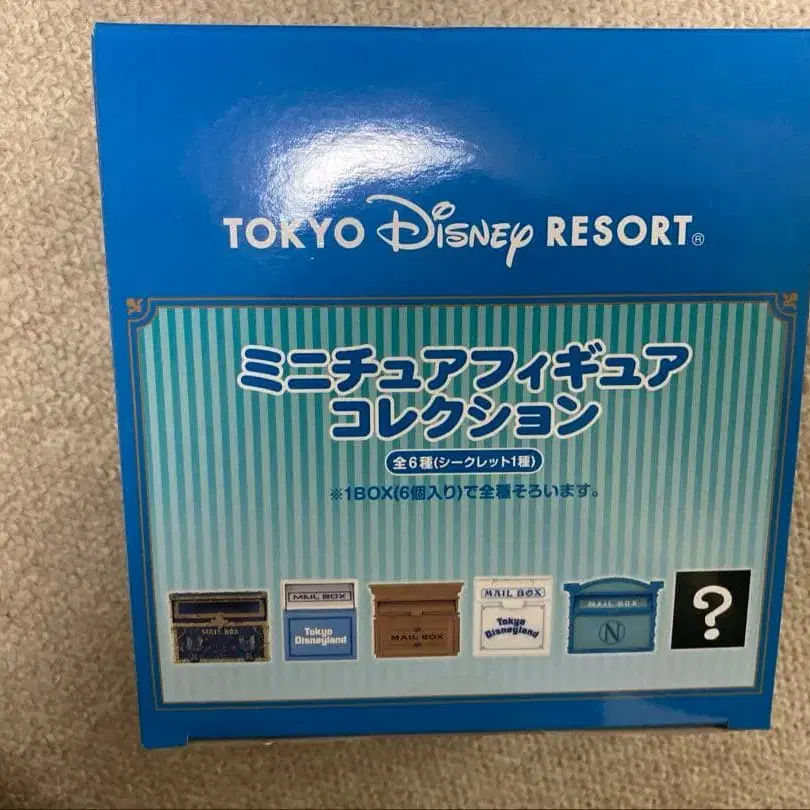 TOKYO Disney RESORT®
ミニチュアフィギュア
コレクション
全6種(シークレット1種)
※1BOX(6個入り)で全種そろいます。
MAIL BOX
MAIL BOX
Tokyo
Disneyland
MAIL BOX
MAIL BOX
Tokyo
Disneyland
MAIL BOX
N
?